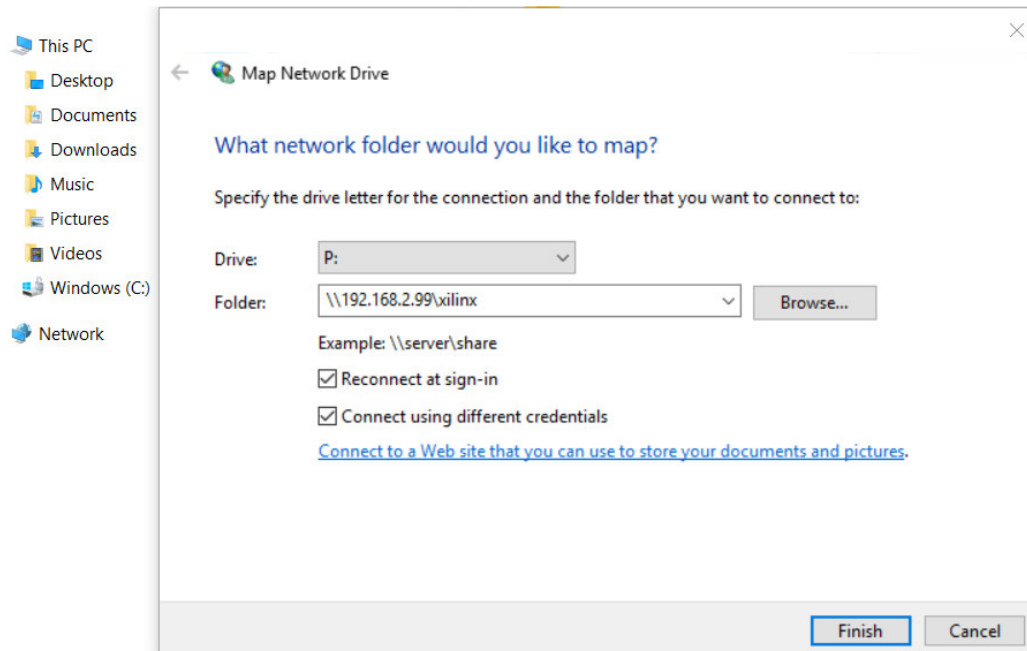 This PC
Desktop
Documents
Downloads
Music
Pictures
Videos
Windows (C:)
Network
Map Network Drive
What network folder would you like to map?
Specify the drive letter for the connection and the folder that you want to connect to:
Drive: P:
Folder: \\192.168.2.99\xilinx Browse...
Example: \\server\share
Reconnect at sign-in
Connect using different credentials
Connect to a Web site that you can use to store your documents and pictures.
Finish Cancel